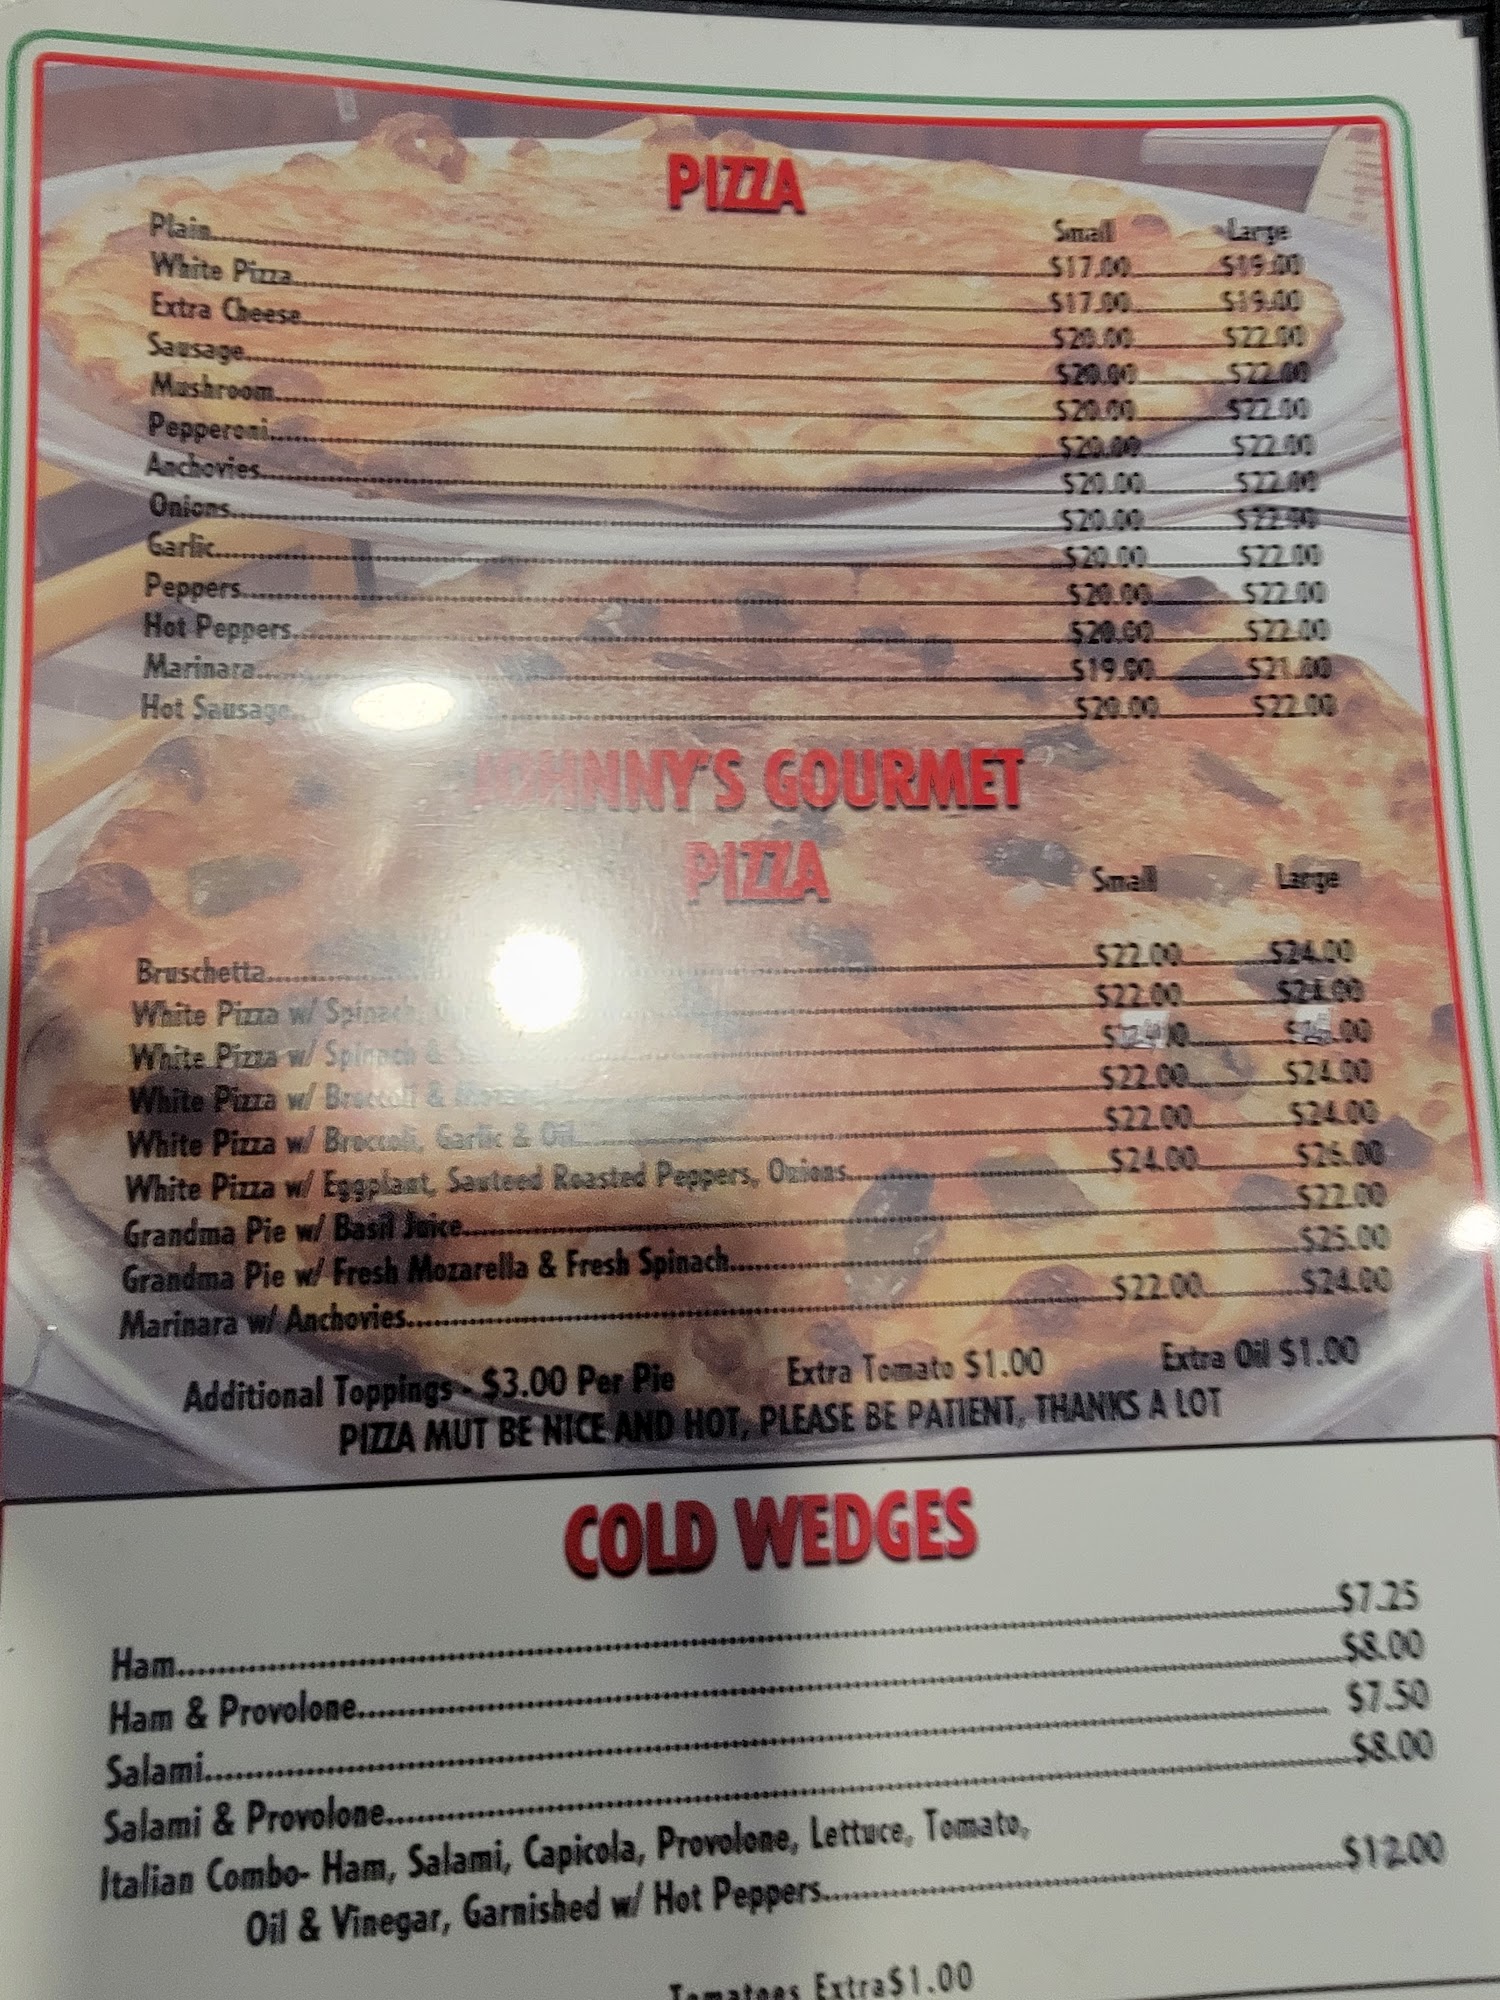 PIZZA
Small Large
Plain $17.00 $19.00
White Pizza $17.00 $19.00
Extra Cheese $20.00 $22.00
Sausage $20.00 $22.00
Mushroom $20.00 $22.00
Pepperoni $20.00 $22.00
Anchovies $20.00 $22.00
Onions $20.00 $22.00
Garlic $20.00 $22.00
Peppers $20.00 $22.00
Hot Peppers $20.00 $22.00
Marinara $19.00 $21.00
Hot Sausage $20.00 $22.00
JOHNNY'S GOURMET
PIZZA
Small Large
Bruschetta $22.00 $24.00
White Pizza w/ Spinach, $22.00 $24.00
White Pizza w/ Spinach &
White Pizza w/ Broccoli & $22.00 $24.00
White Pizza w/ Broccoli, Garlic & Oil $22.00 $24.00
White Pizza w/ Eggplant, Sauteed Roasted Peppers, Onions $24.00 $26.00
Grandma Pie w/ Basil Juice $22.00
Grandma Pie w/ Fresh Mozarella & Fresh Spinach $25.00
Marinara w/ Anchovies $22.00 $24.00
Additional Toppings - $3.00 Per Pie Extra Tomato $1.00 Extra Oil $1.00
PIZZA MUT BE NICE AND HOT, PLEASE BE PATIENT, THANKS A LOT
COLD WEDGES
Ham $7.25
Ham & Provolone $8.00
Salami $7.50
Salami & Provolone $8.00
Italian Combo- Ham, Salami, Capicola, Provolone, Lettuce, Tomato,
Oil & Vinegar, Garnished w/ Hot Peppers $12.00
Tomatoes Extra $1.00